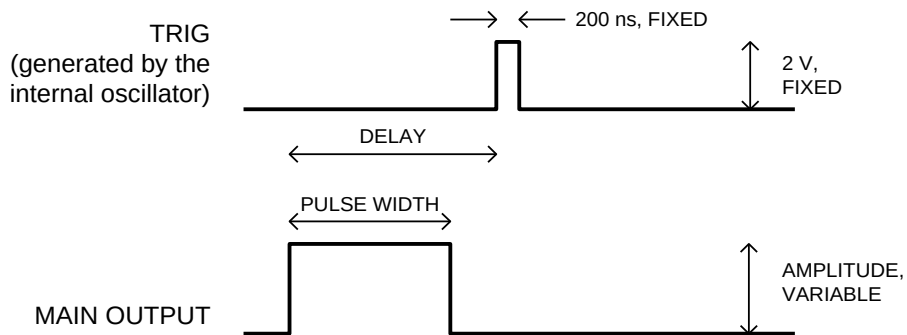 TRIG
(generated by the
internal oscillator)
200 ns, FIXED
2 V,
FIXED
DELAY
PULSE WIDTH
MAIN OUTPUT
AMPLITUDE,
VARIABLE